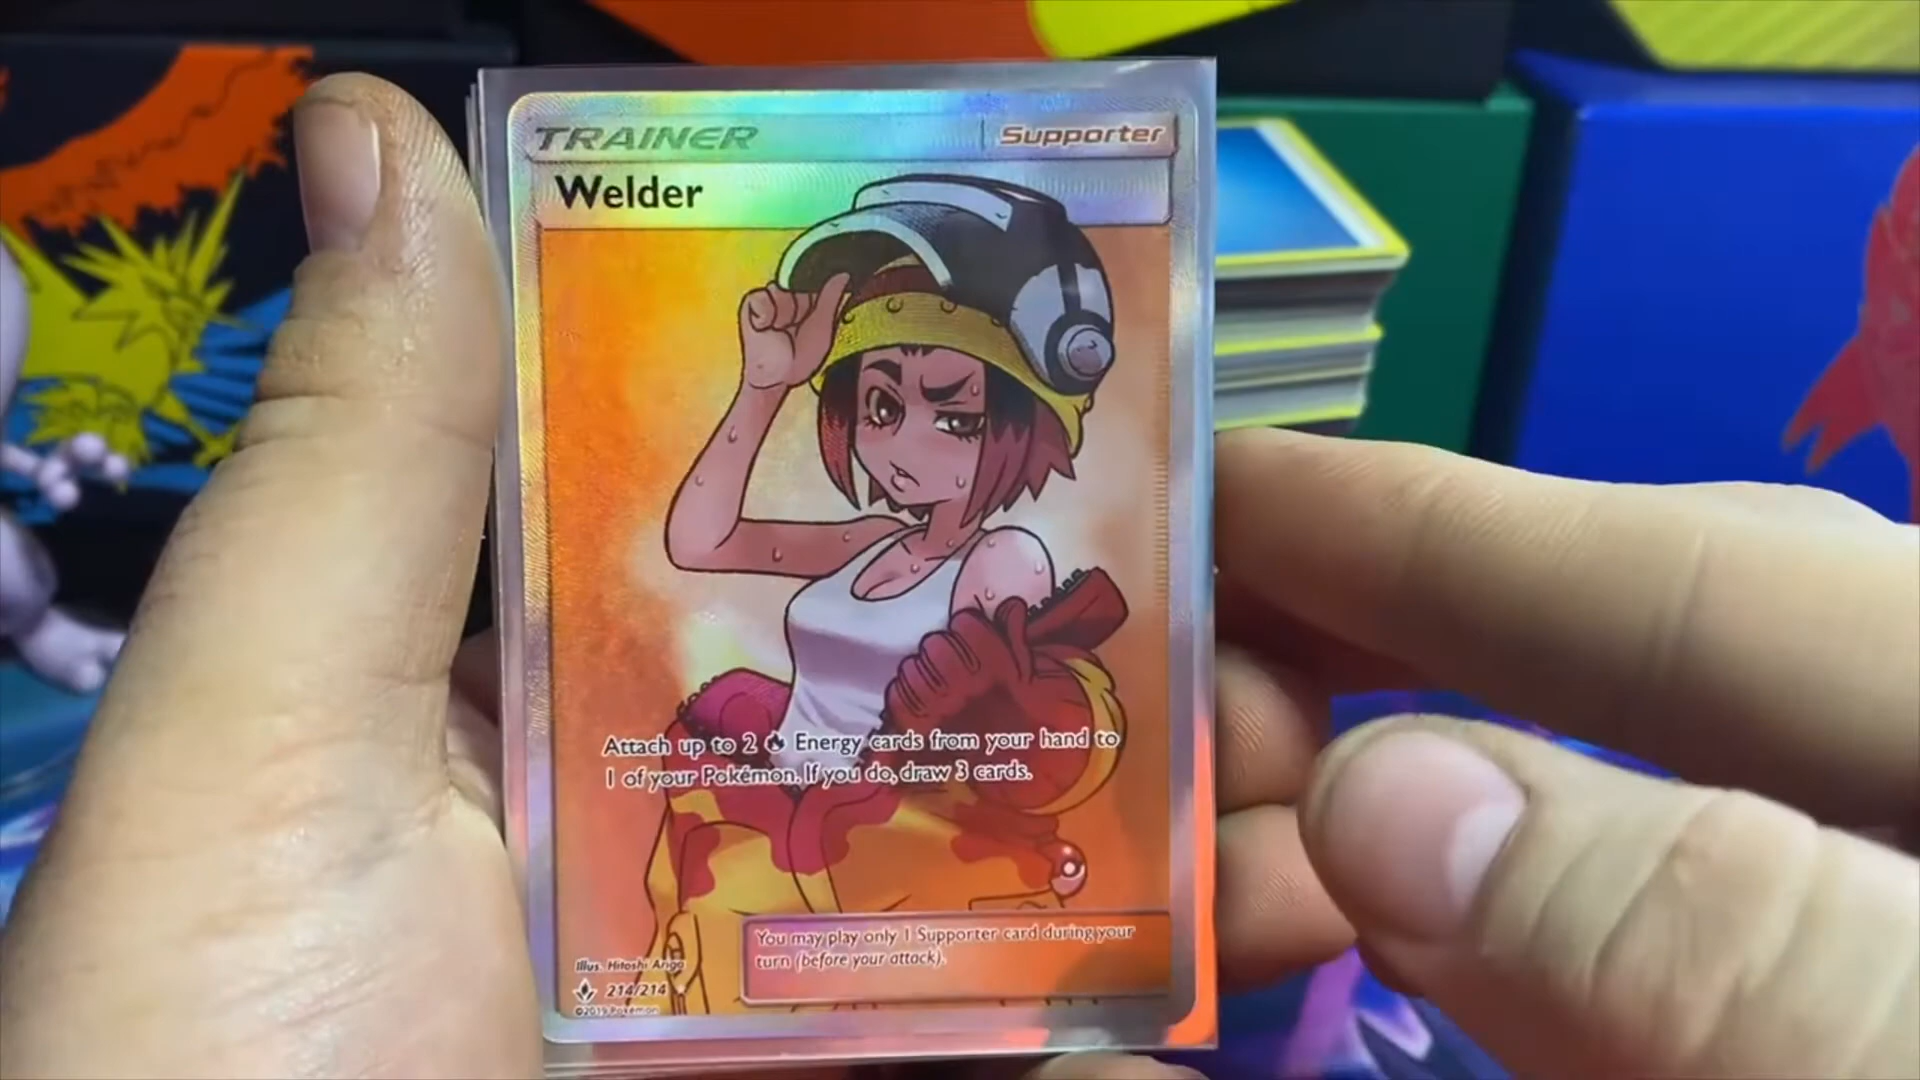 TRAINER Supporter
Welder
Attach up to 2 Energy cards from your hand to
1 of your Pokémon. If you do, draw 3 cards.
You may play only 1 Supporter card during your
turn (before your attack).
Illus. Hitoshi Ariga
214/214
©2019 Pokémon